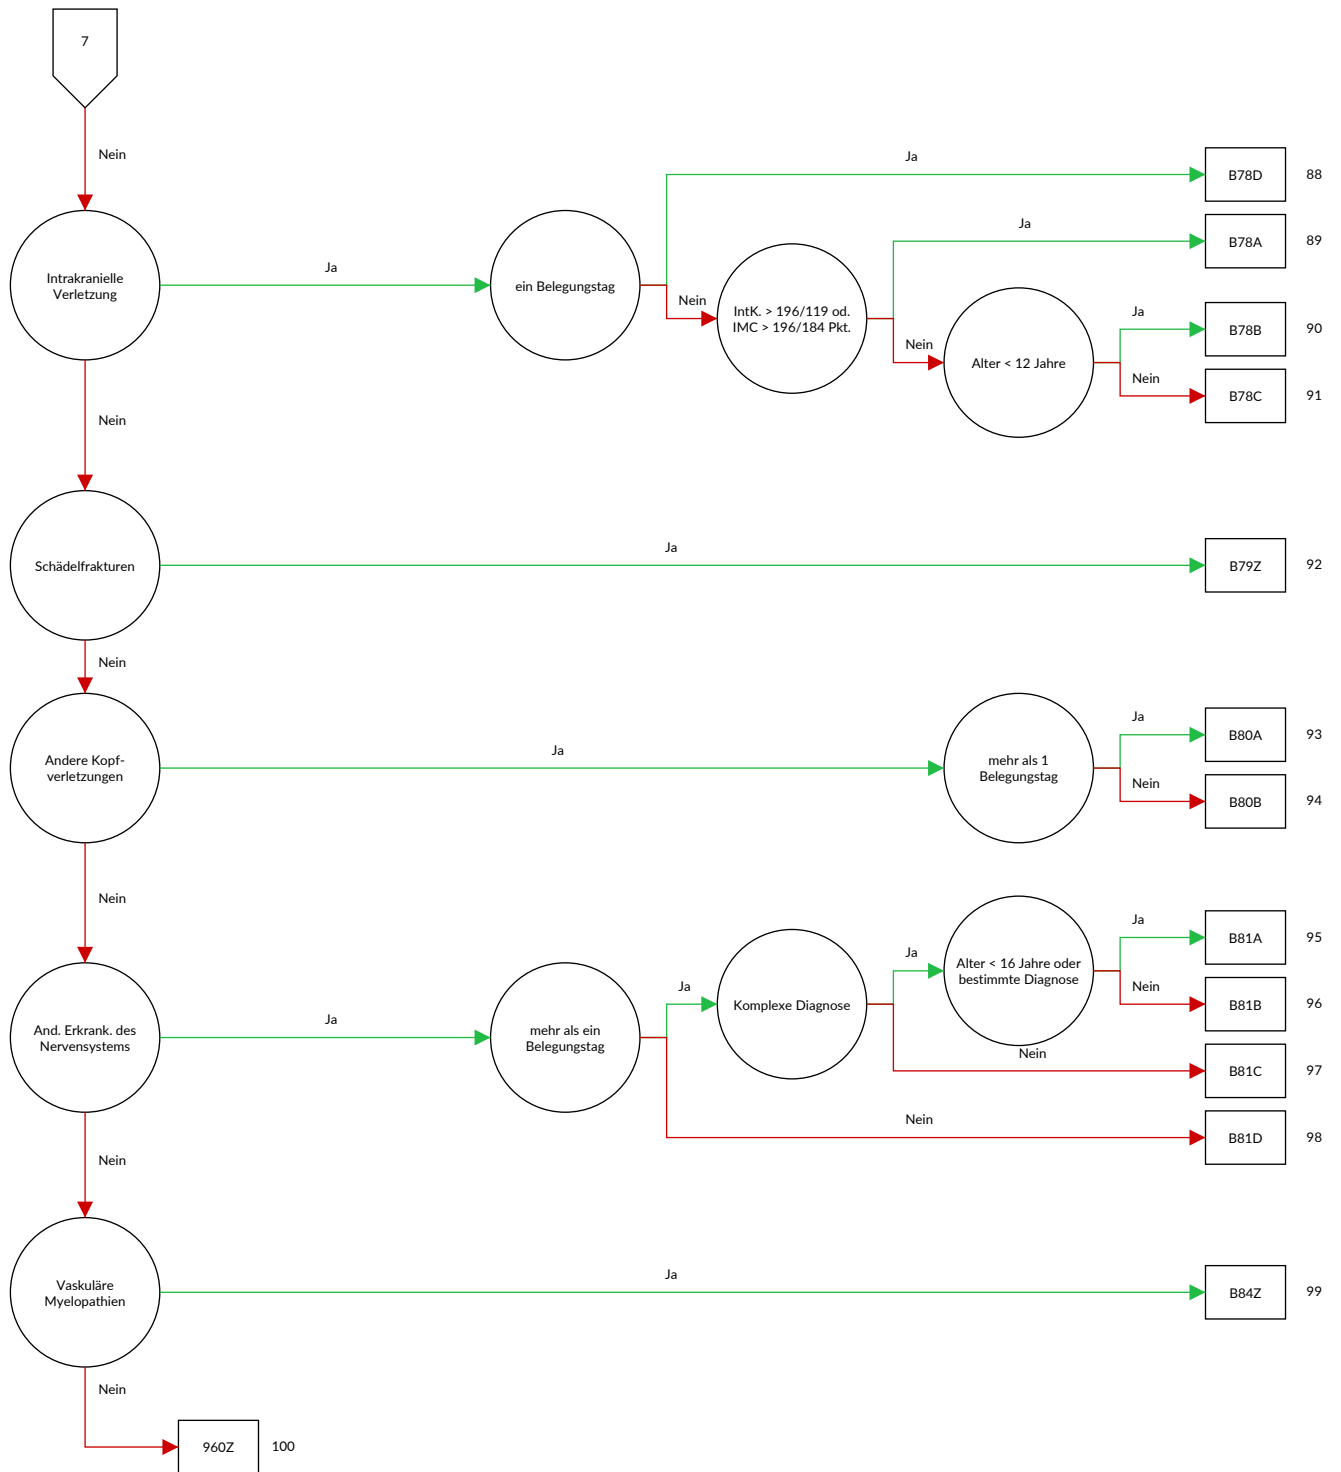 7
Nein
Ja
B78D 88
Ja
B78A 89
Intrakranielle
Verletzung
Ja
ein Belegungstag
Nein
IntK. > 196/119 od.
IMC > 196/184 Pkt.
Nein
Alter < 12 Jahre
Ja
B78B 90
Nein
B78C 91
Nein
Schädelfrakturen
Ja
B79Z 92
Nein
Andere Kopf-
verletzungen
Ja
mehr als 1
Belegungstag
Ja
B80A 93
Nein
B80B 94
Nein
And. Erkrank. des
Nervensystems
Ja
mehr als ein
Belegungstag
Ja
Komplexe Diagnose
Ja
Alter < 16 Jahre oder
bestimmte Diagnose
Ja
B81A 95
Nein
B81B 96
Nein
B81C 97
Nein
B81D 98
Nein
Vaskuläre
Myelopathien
Ja
B84Z 99
Nein
960Z 100